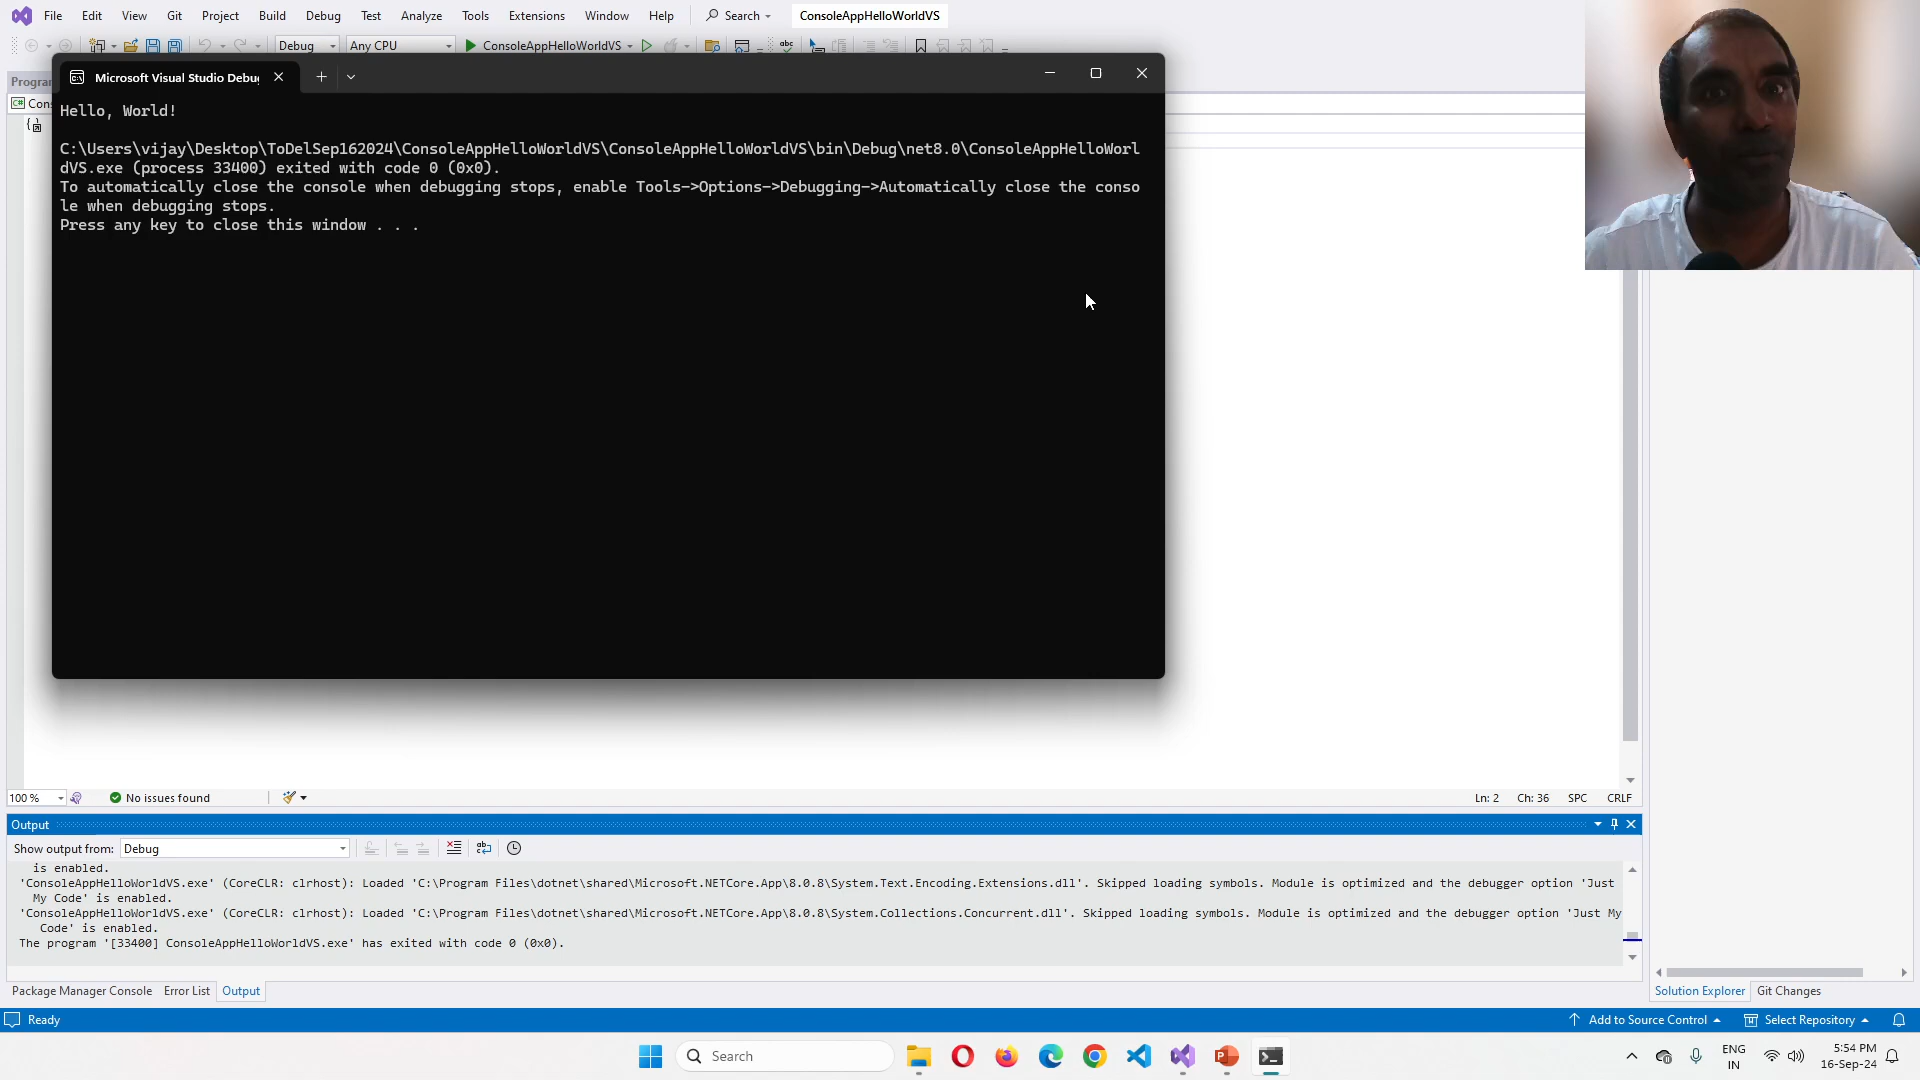 File Edit View Git Project Build Debug Test Analyze Tools Extensions Window Help Search ConsoleAppHelloWorldVS
Debug Any CPU ConsoleAppHelloWorldVS
Microsoft Visual Studio Debug
Hello, World!
C:\Users\vijay\Desktop\ToDelSep162024\ConsoleAppHelloWorldVS\ConsoleAppHelloWorldVS\bin\Debug\net8.0\ConsoleAppHelloWorl
dVS.exe (process 33400) exited with code 0 (0x0).
To automatically close the console when debugging stops, enable Tools->Options->Debugging->Automatically close the conso
le when debugging stops.
Press any key to close this window . . .
100 % No issues found Ln: 2 Ch: 36 SPC CRLF
Output
Show output from: Debug
is enabled.
'ConsoleAppHelloWorldVS.exe' (CoreCLR: clrhost): Loaded 'C:\Program Files\dotnet\shared\Microsoft.NETCore.App\8.0.8\System.Text.Encoding.Extensions.dll'. Skipped loading symbols. Module is optimized and the debugger option 'Just
My Code' is enabled.
'ConsoleAppHelloWorldVS.exe' (CoreCLR: clrhost): Loaded 'C:\Program Files\dotnet\shared\Microsoft.NETCore.App\8.0.8\System.Collections.Concurrent.dll'. Skipped loading symbols. Module is optimized and the debugger option 'Just My
Code' is enabled.
The program '[33400] ConsoleAppHelloWorldVS.exe' has exited with code 0 (0x0).
Package Manager Console Error List Output Solution Explorer Git Changes
Ready Add to Source Control Select Repository
Search
ENG
IN
5:54 PM
16-Sep-24